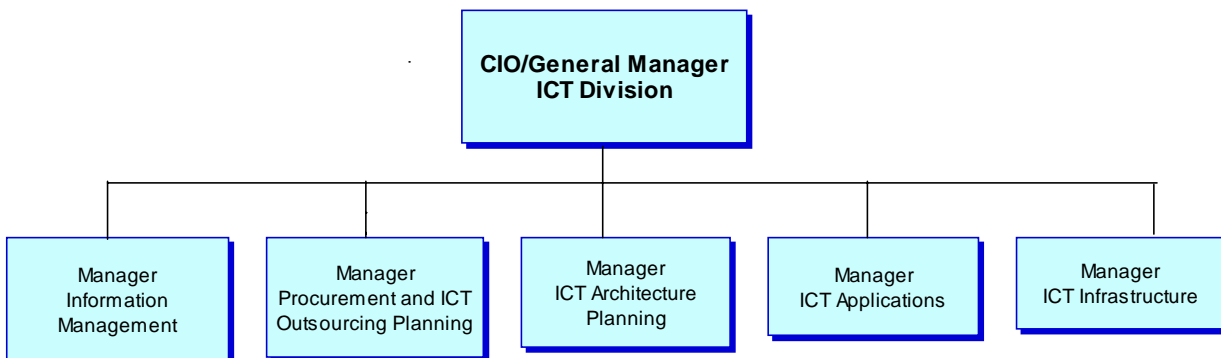 CIO/General Manager
ICT Division
Manager
Information
Management
Manager
Procurement and ICT
Outsourcing Planning
Manager
ICT Architecture
Planning
Manager
ICT Applications
Manager
ICT Infrastructure